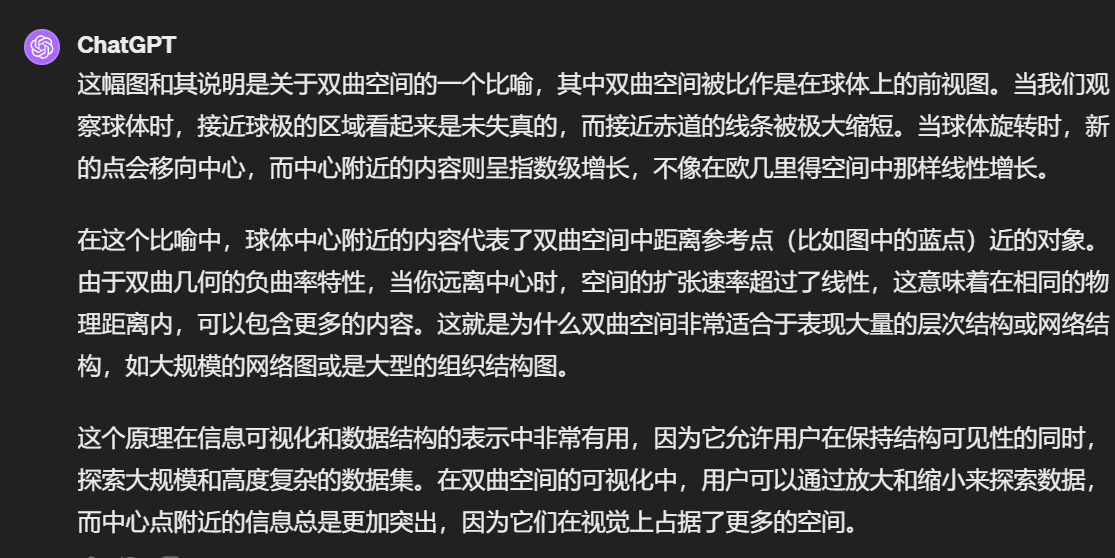 ChatGPT
这幅图和其说明是关于双曲空间的一个比喻，其中双曲空间被比作是在球体上的前视图。当我们观
察球体时，接近球极的区域看起来是未失真的，而接近赤道的线条被极大缩短。当球体旋转时，新
的点会移向中心，而中心附近的内容则呈指数级增长，不像在欧几里得空间中那样线性增长。
在这个比喻中，球体中心附近的内容代表了双曲空间中距离参考点（比如图中的蓝点）近的对象。
由于双曲几何的负曲率特性，当你远离中心时，空间的扩张速率超过了线性，这意味着在相同的物
理距离内，可以包含更多的内容。这就是为什么双曲空间非常适合于表现大量的层次结构或网络结
构，如大规模的网络图或是大型的组织结构图。
这个原理在信息可视化和数据结构的表示中非常有用，因为它允许用户在保持结构可见性的同时，
探索大规模和高度复杂的数据集。在双曲空间的可视化中，用户可以通过放大和缩小来探索数据，
而中心点附近的信息总是更加突出，因为它们在视觉上占据了更多的空间。